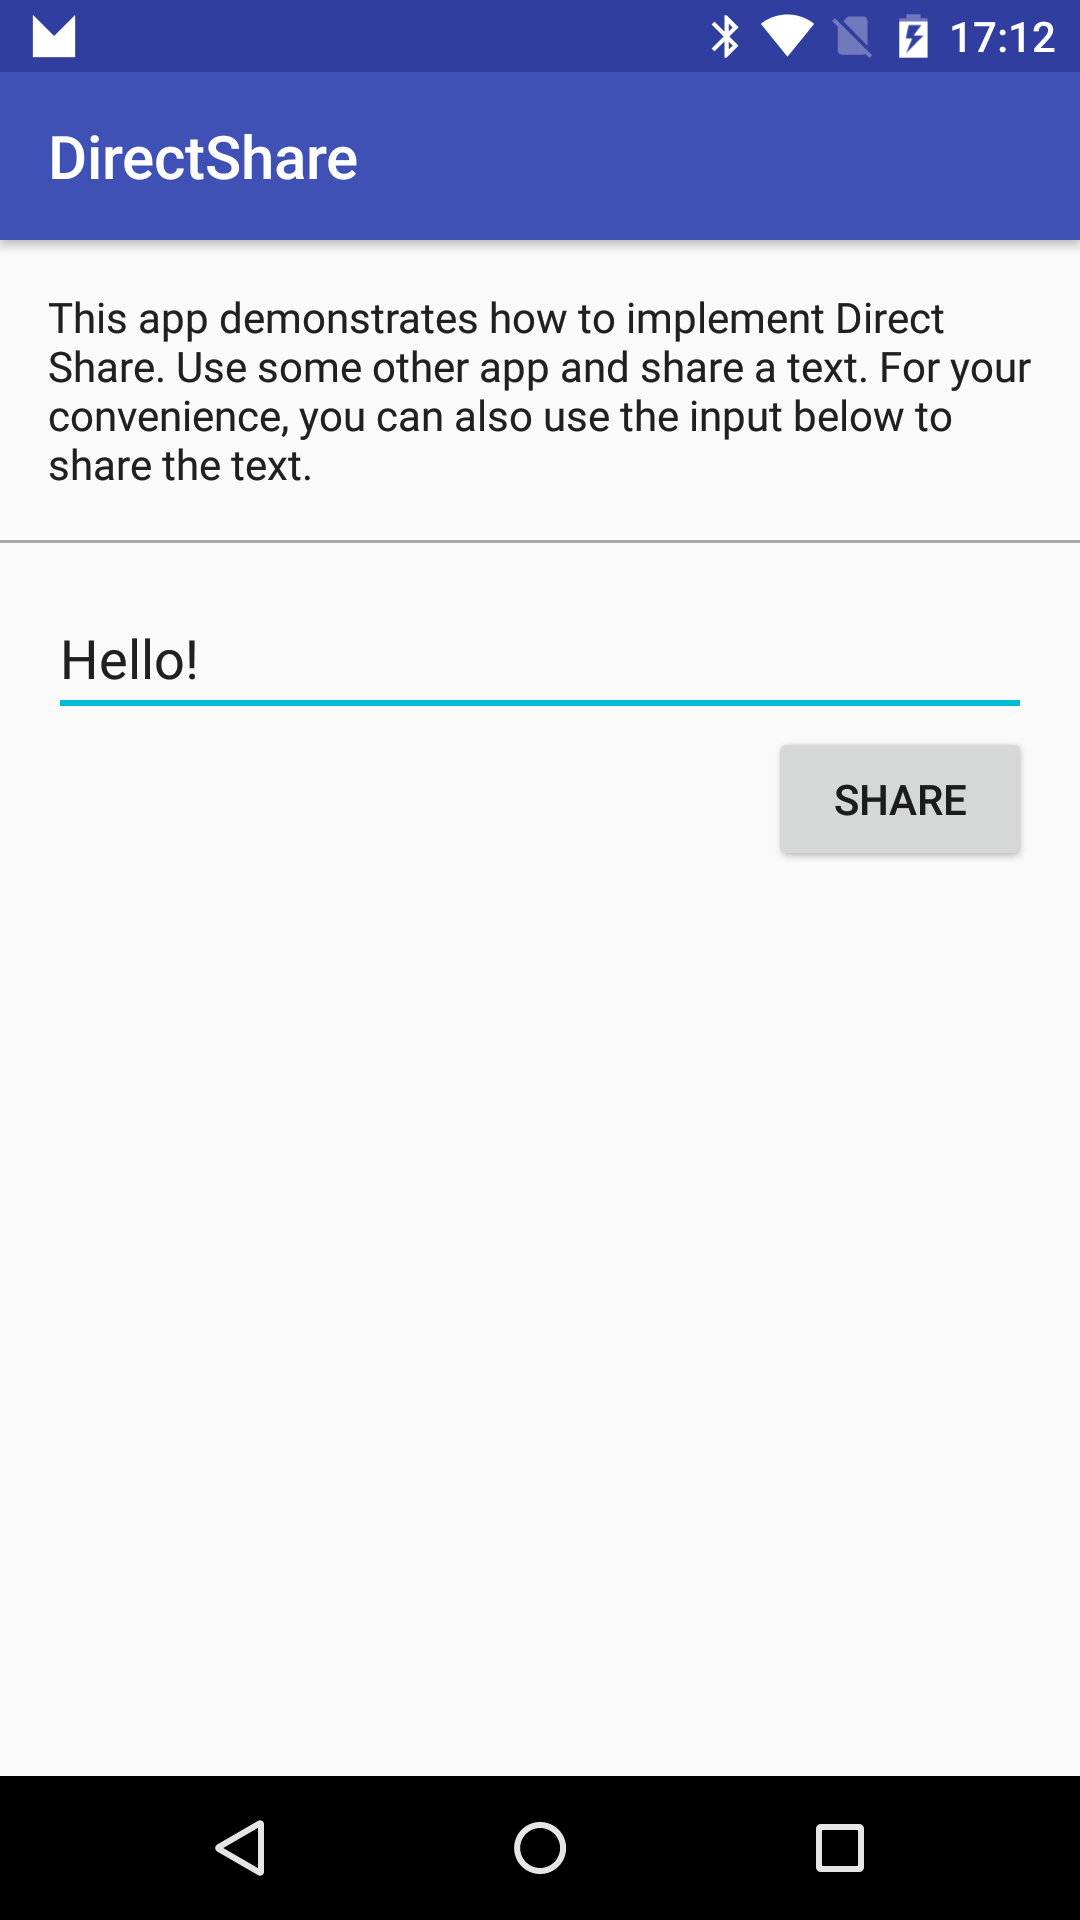 17:12
DirectShare
This app demonstrates how to implement Direct
Share. Use some other app and share a text. For your
convenience, you can also use the input below to
share the text.
Hello!
SHARE